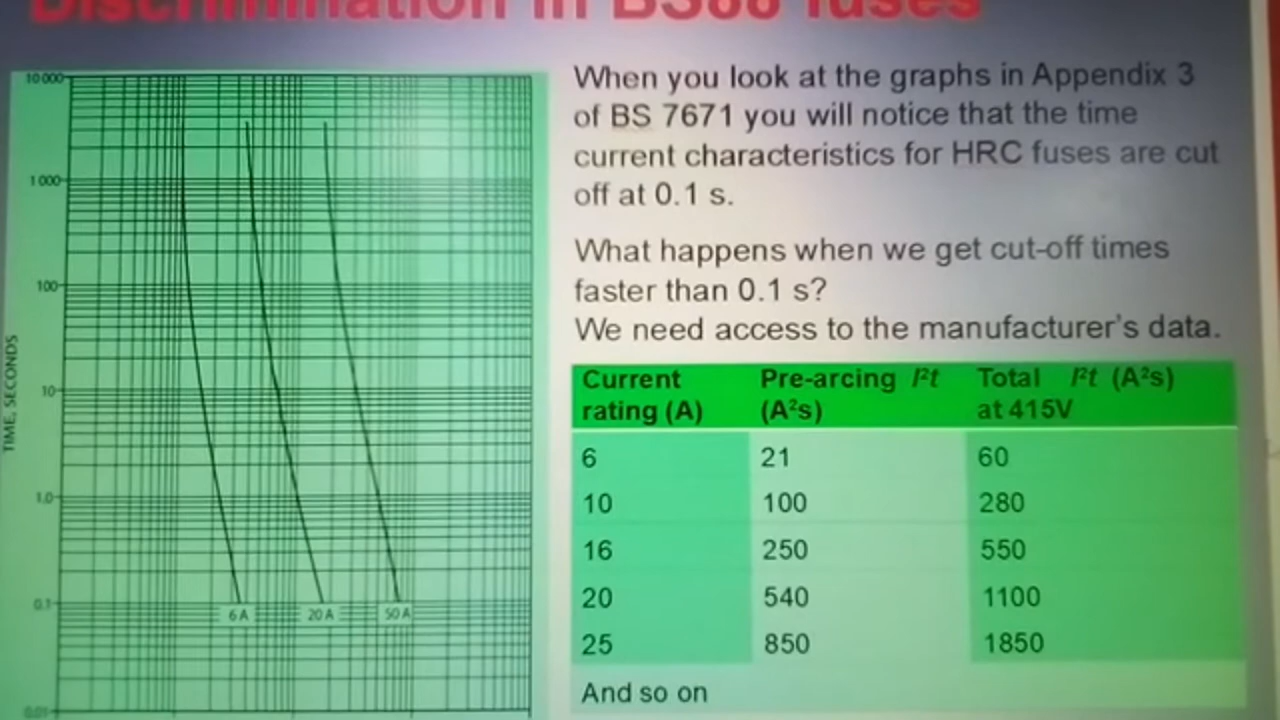 Discrimination in BS88 fuses
When you look at the graphs in Appendix 3
of BS 7671 you will notice that the time
current characteristics for HRC fuses are cut
off at 0.1 s.
What happens when we get cut-off times
faster than 0.1 s?
We need access to the manufacturer's data.
10 000
1 000
100
10
1.0
0.1
0.01
TIME, SECONDS
6 A 20 A 50 A
Current rating (A) Pre-arcing I²t (A²s) Total I²t (A²s) at 415V
6 21 60
10 100 280
16 250 550
20 540 1100
25 850 1850
And so on